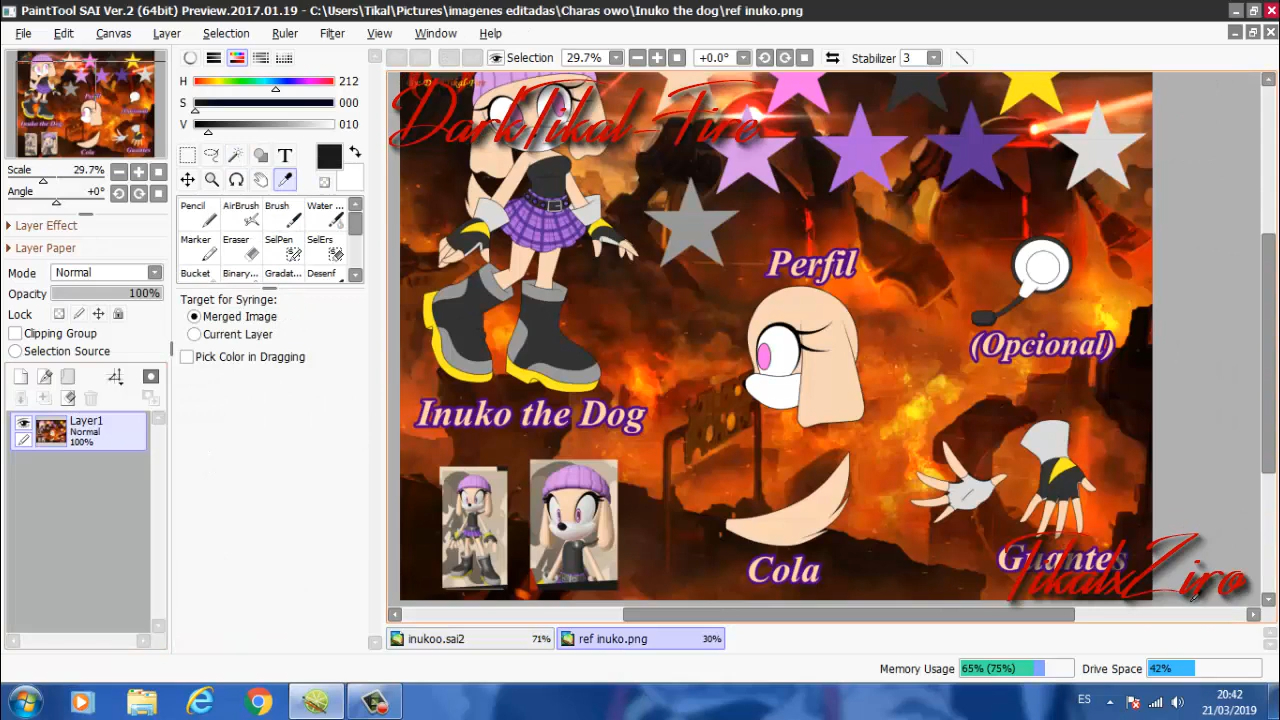 PaintTool SAI Ver.2 (64bit) Preview.2017.01.19 - C:\Users\Tikal\Pictures\imagenes editadas\Charas owo\Inuko the dog\ref inuko.png
File Edit Canvas Layer Selection Ruler Filter View Window Help
Selection 29.7% +0.0° Stabilizer 3
H 212
S 000
V 010
Scale 29.7%
Angle +0°
Layer Effect
Layer Paper
Mode Normal
Opacity 100%
Lock
Clipping Group
Selection Source
Layer1
Normal
100%
T
Pencil AirBrush Brush Water ...
Marker Eraser SelPen SelErs
Bucket Binary... Gradat... Desenf
Target for Syringe:
Merged Image
Current Layer
Pick Color in Dragging
DarkTikal-Fire
Perfil
(Opcional)
Inuko the Dog
Cola
Guantes
TikalxZiro
inukoo.sai2 71% ref inuko.png 30%
Memory Usage 65% (75%) Drive Space 42%
ES
20:42
21/03/2019